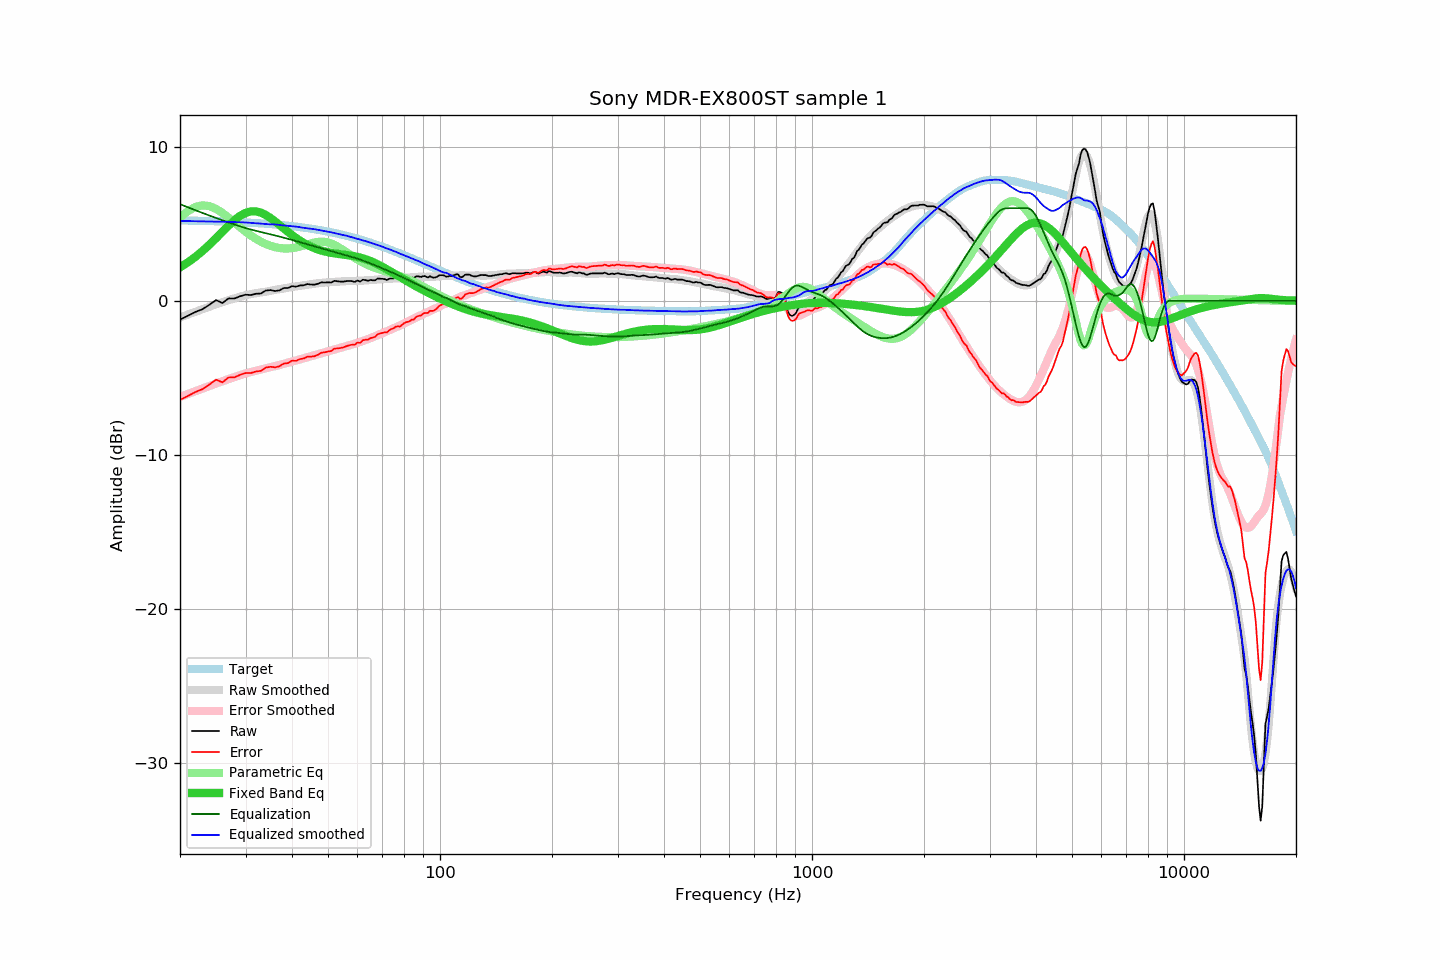 Sony MDR-EX800ST sample 1
10
0
−10
−20
−30
Amplitude (dBr)
Target
Raw Smoothed
Error Smoothed
Raw
Error
Parametric Eq
Fixed Band Eq
Equalization
Equalized smoothed
100
1000
10000
Frequency (Hz)